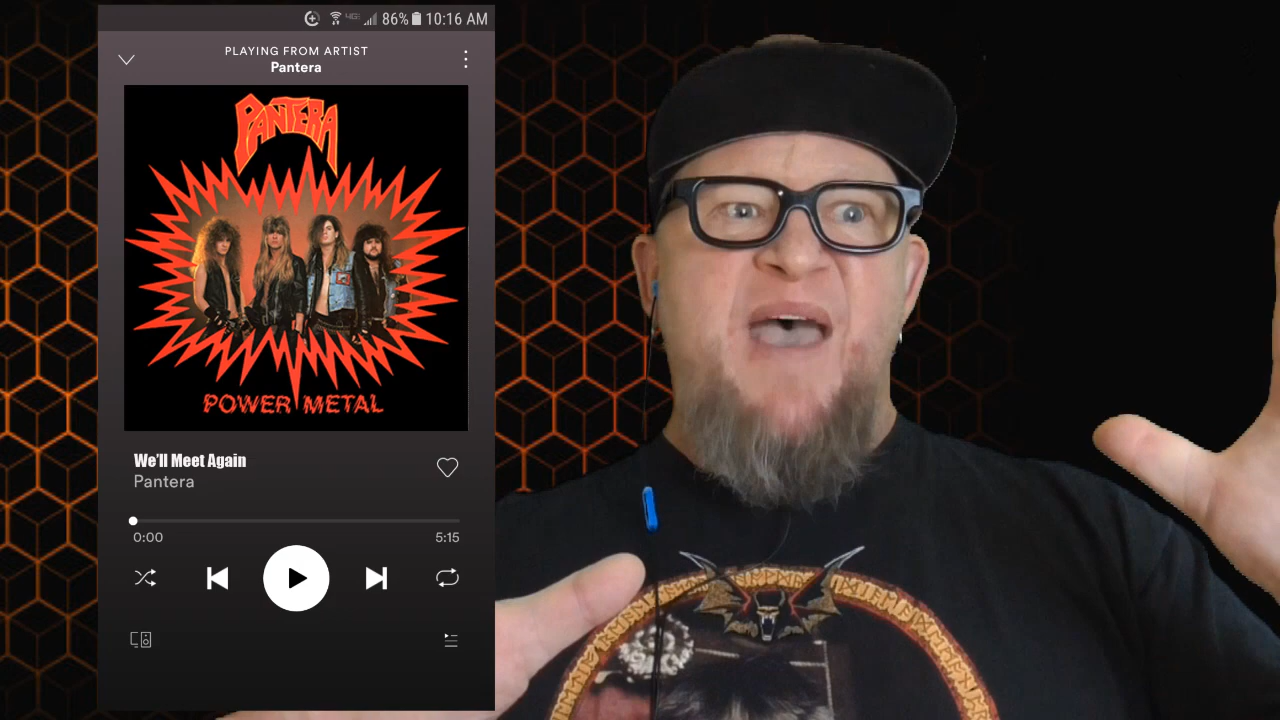 86% 10:16 AM
PLAYING FROM ARTIST
Pantera
PANTERA
POWER METAL
We'll Meet Again
Pantera
0:00
5:15